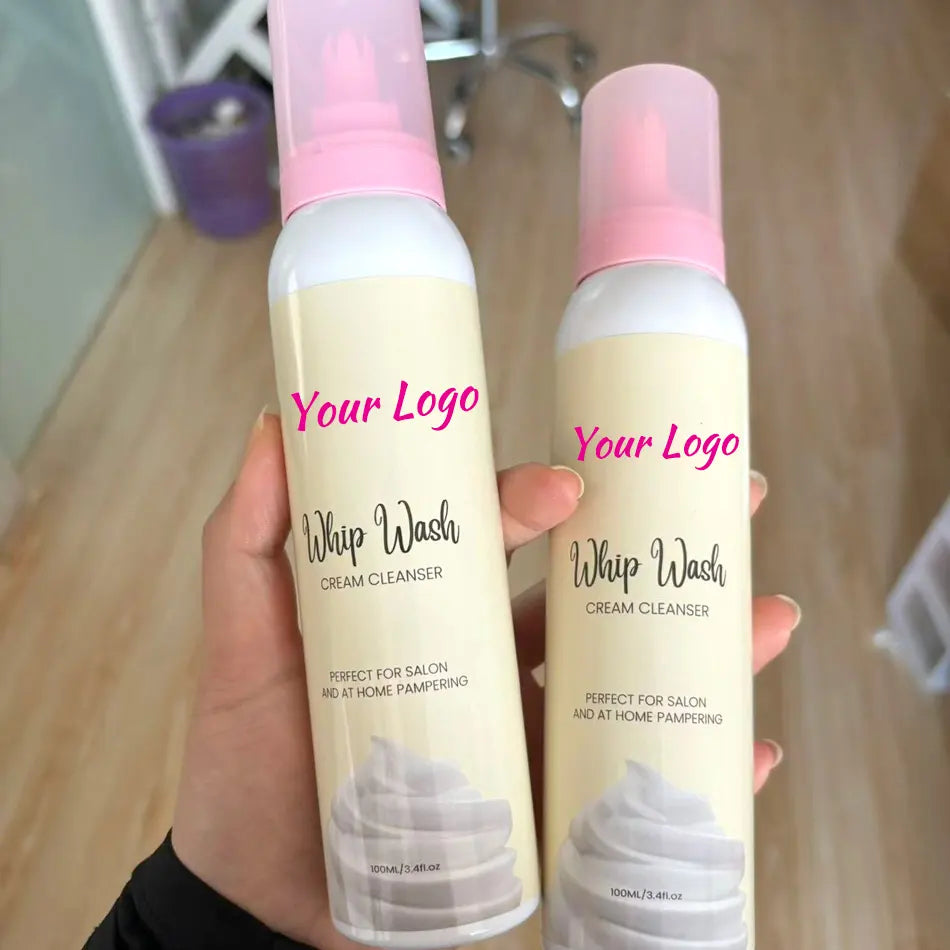 Your Logo
Whip Wash
CREAM CLEANSER
PERFECT FOR SALON
AND AT HOME PAMPERING
100ML/3.4fl.oz
Your Logo
Whip Wash
CREAM CLEANSER
PERFECT FOR SALON
AND AT HOME PAMPERING
100ML/3.4fl.oz